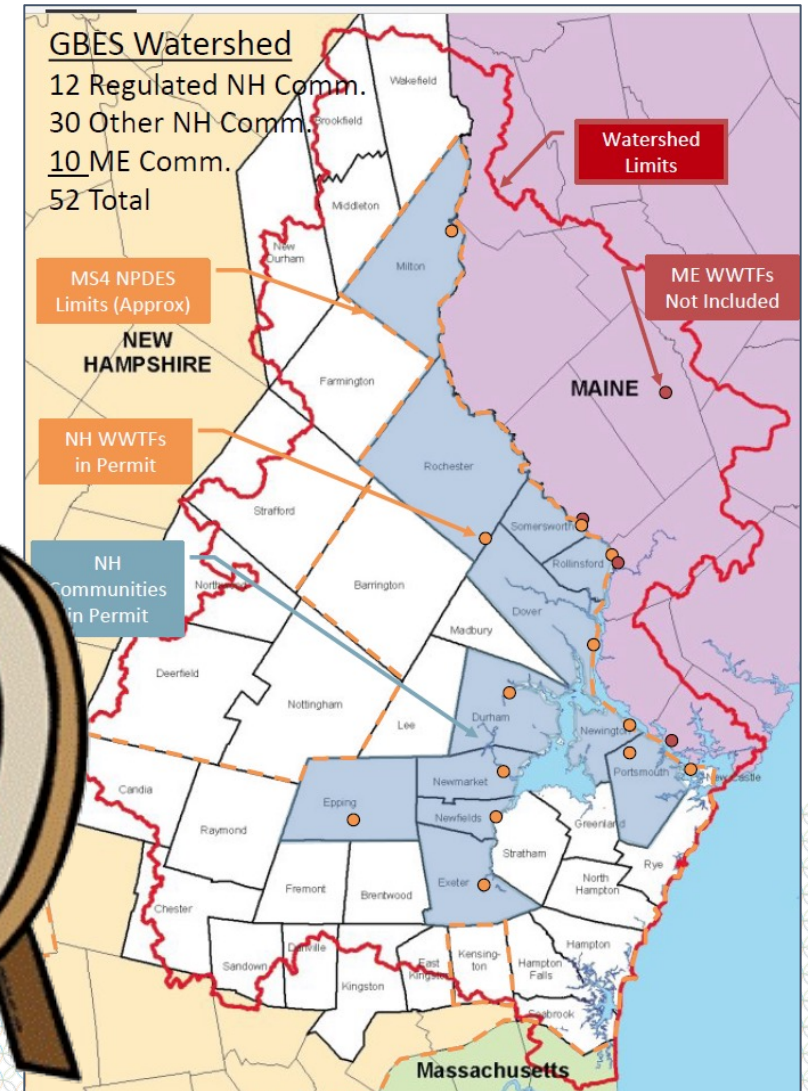 GBES Watershed
12 Regulated NH Comm.
30 Other NH Comm.
10 ME Comm.
52 Total
Wakefield
Brookfield
Watershed
Limits
Middleton
New
Durham
Milton
MS4 NPDES
Limits (Approx)
ME WWTFs
Not Included
NEW
HAMPSHIRE
MAINE
Farmington
NH WWTFs
in Permit
Rochester
Strafford
Somersworth
Rollinsford
NH
Communities
in Permit
Barrington
Dover
Madbury
Deerfield
Nottingham
Lee
Durham
Newington
Portsmouth
Candia
Newmarket
Epping
Raymond
Newfields
Greenland
Stratham
Rye
Fremont
Brentwood
Exeter
North
Hampton
Chester
Hampton
Sandown
Danville
Kingston
East
Kingston
Kensing-
ton
Hampton
Falls
Seabrook
Massachusetts